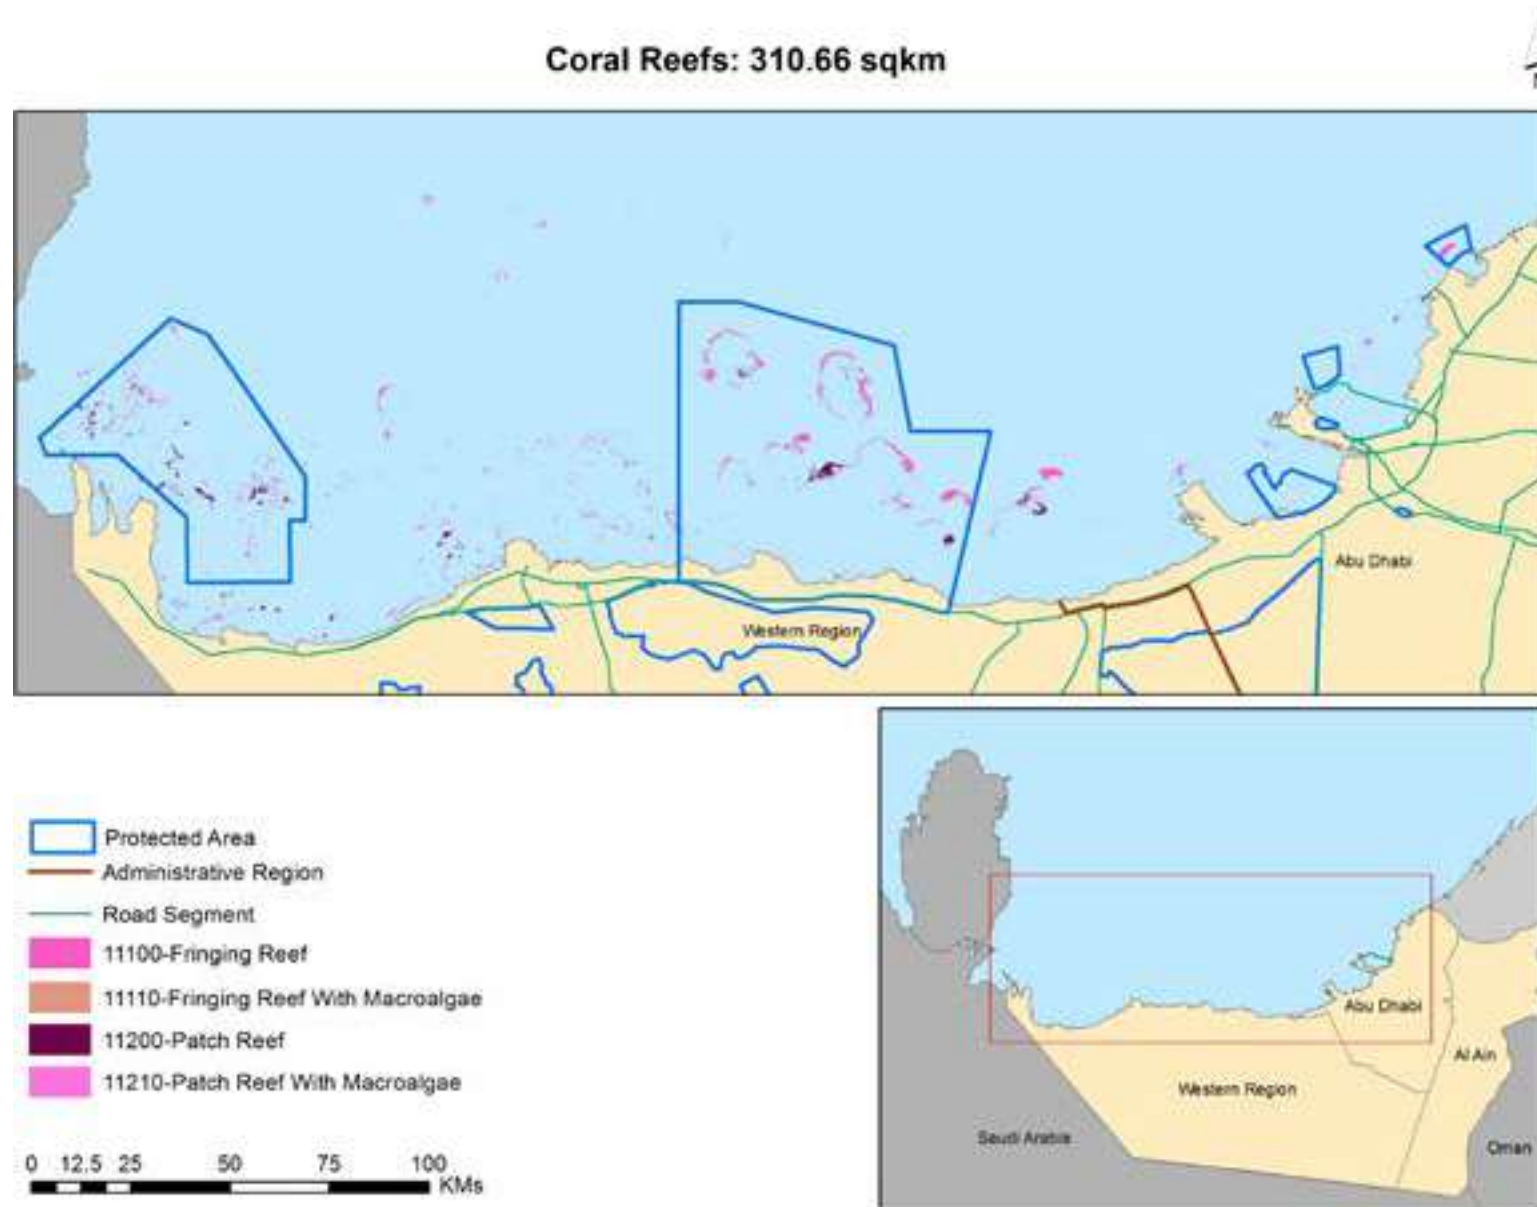 Coral Reefs: 310.66 sqkm
Abu Dhabi
Western Region
Protected Area
Administrative Region
Road Segment
11100-Fringing Reef
11110-Fringing Reef With Macroalgae
11200-Patch Reef
11210-Patch Reef With Macroalgae
0 12.5 25 50 75 100
KMs
Abu Dhabi
Al Ain
Western Region
Saudi Arabia
Oman